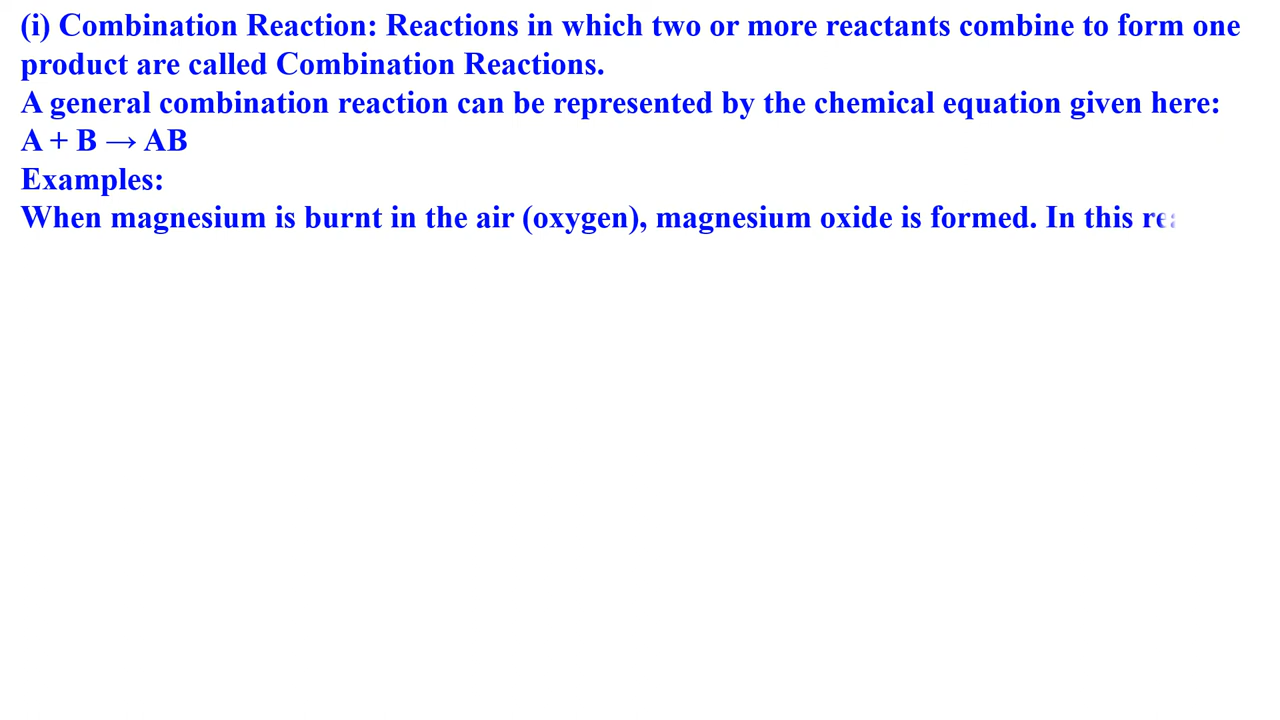 (i) Combination Reaction: Reactions in which two or more reactants combine to form one
product are called Combination Reactions.
A general combination reaction can be represented by the chemical equation given here:
A + B → AB
Examples:
When magnesium is burnt in the air (oxygen), magnesium oxide is formed. In this